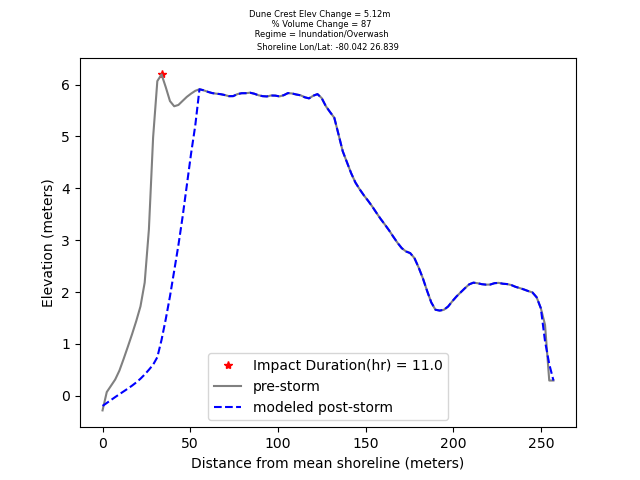 Dune Crest Elev Change = 5.12m
% Volume Change = 87
Regime = Inundation/Overwash
Shoreline Lon/Lat: -80.042 26.839
6
5
4
3
2
1
0
Elevation (meters)
Impact Duration(hr) = 11.0
pre-storm
modeled post-storm
0 50 100 150 200 250
Distance from mean shoreline (meters)